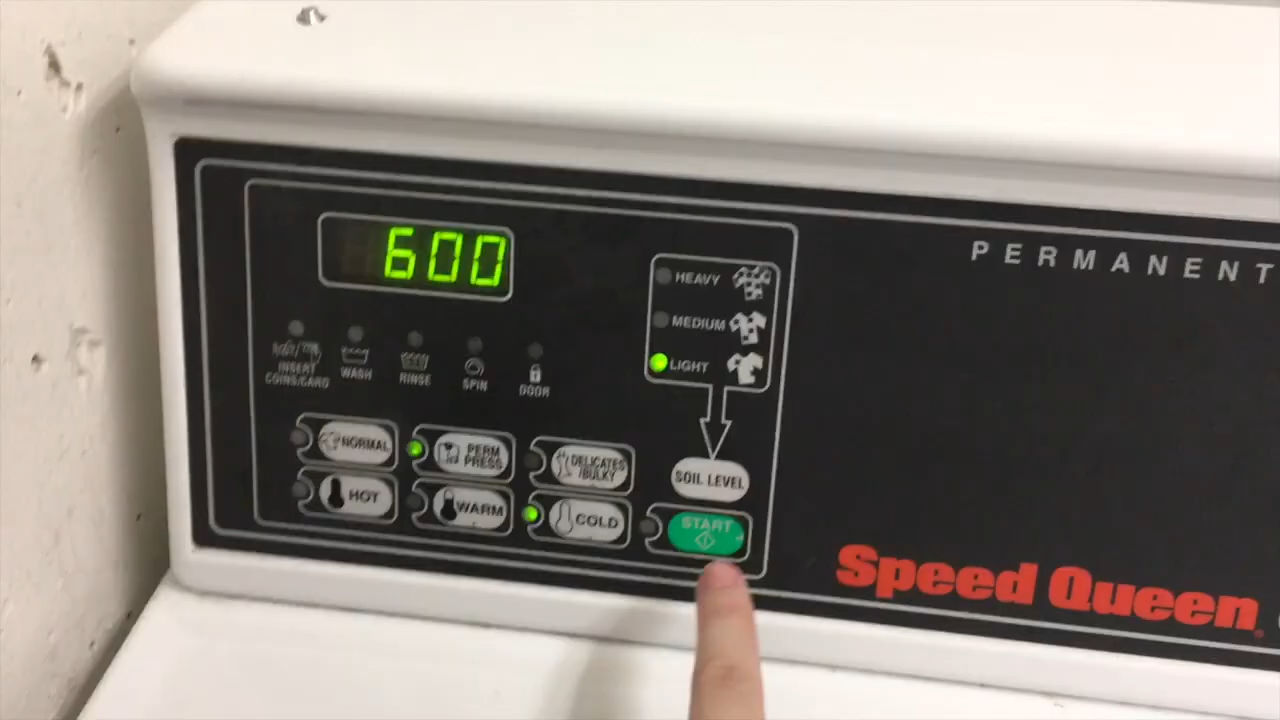 600
INSERT
COINS/CARD
WASH
RINSE
SPIN
DOOR
HEAVY
MEDIUM
LIGHT
SOIL LEVEL
NORMAL
PERM
PRESS
DELICATES
/BULKY
HOT
WARM
COLD
START
PERMANENT
Speed Queen